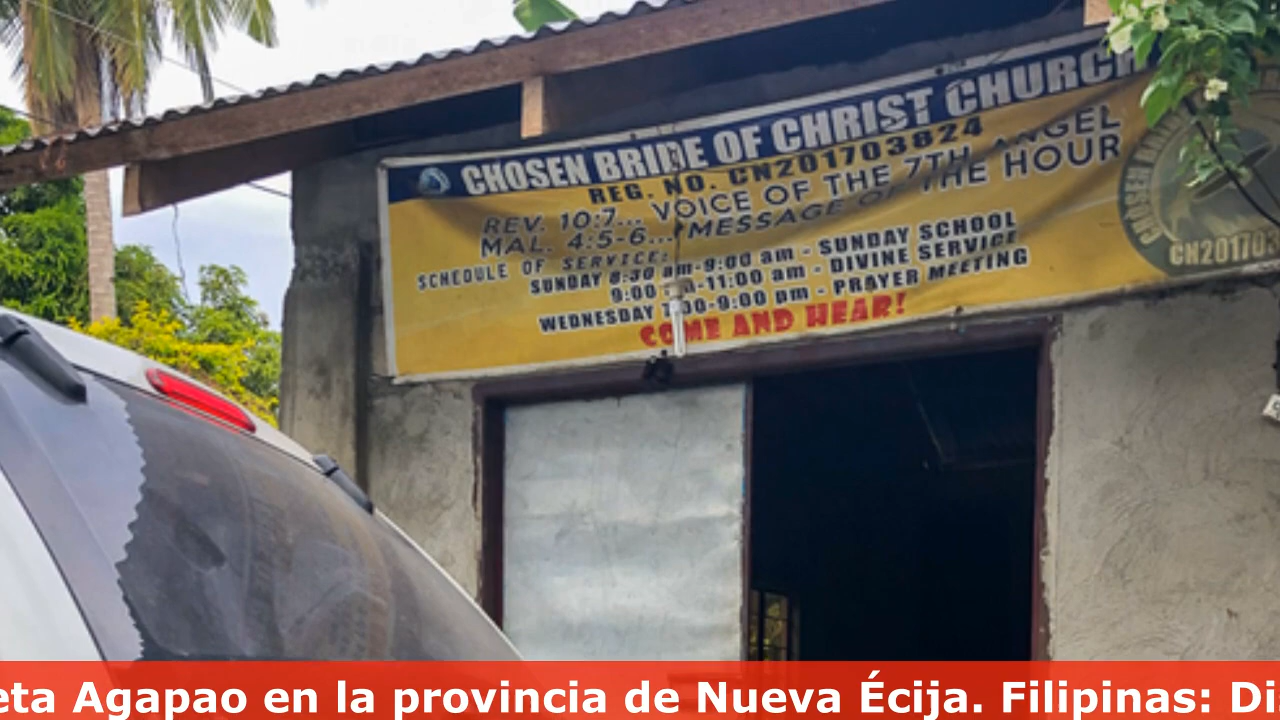 CHOSEN BRIDE OF CHRIST CHURCH
REG. NO. CN201703824
REV. 10:7... VOICE OF THE 7TH ANGEL
MAL. 4:5-6... MESSAGE OF THE HOUR
SCHEDULE OF SERVICE:
SUNDAY 8:30 am-9:00 am - SUNDAY SCHOOL
9:00 am-11:00 am - DIVINE SERVICE
WEDNESDAY 7:00-9:00 pm - PRAYER MEETING
COME AND HEAR!
CHOSEN
CN201703
Agapao en la provincia de Nueva Écija. Filipinas: